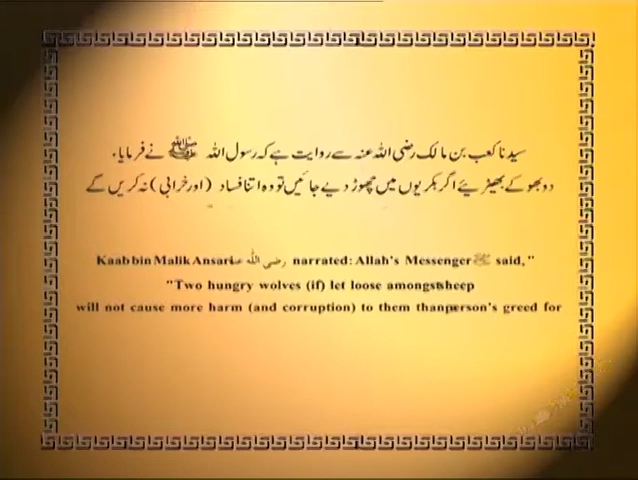 سیدنا کعب بن مالک رضی اللہ عنہ سے روایت ہے کہ رسول اللہ ﷺ نے فرمایا۔
دو بھوکے بھیڑیئے اگر بکریوں میں چھوڑ دیے جائیں تو وہ اتنا فساد (اور خرابی) نہ کریں گے
Kaab bin Malik Ansari رضی اللہ عنہ narrated: Allah's Messenger ﷺ said,"
"Two hungry wolves (if) let loose amongst sheep
will not cause more harm (and corruption) to them than person's greed for